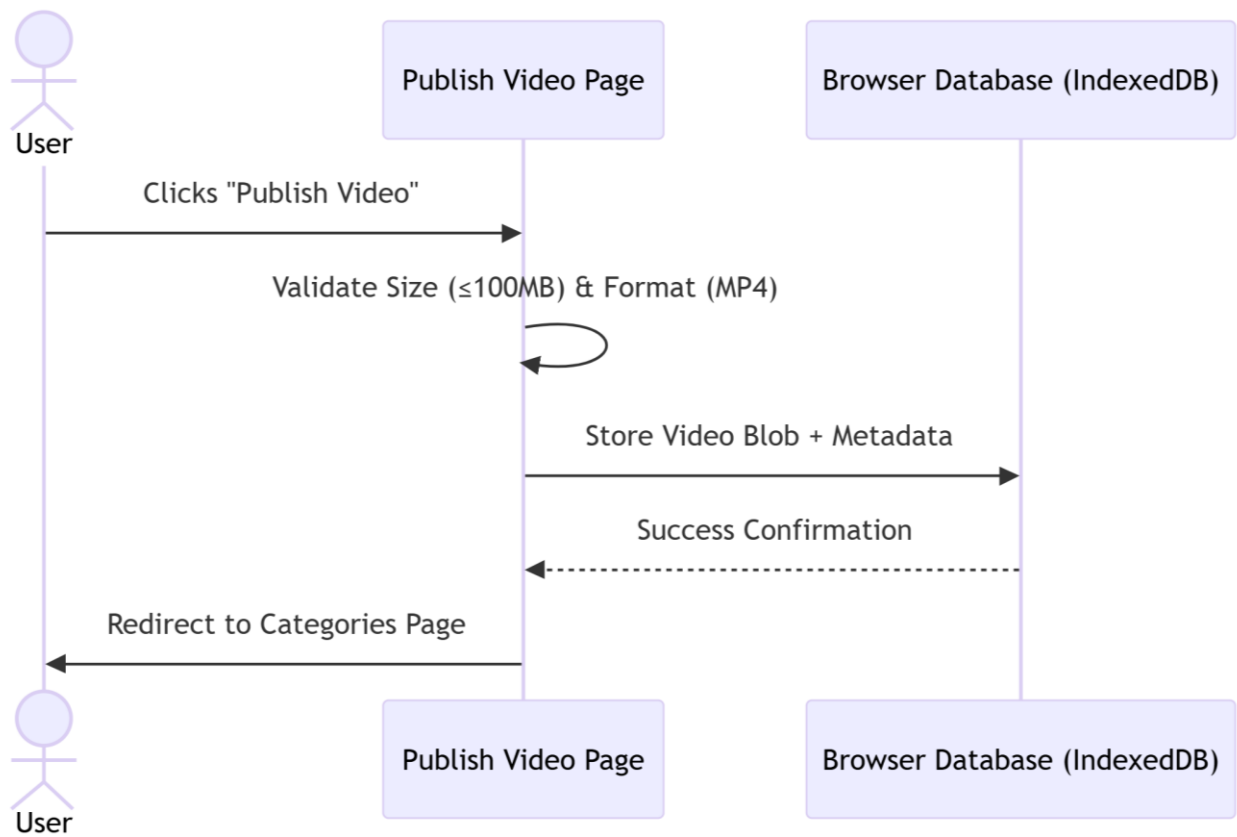 Publish Video Page
Browser Database (IndexedDB)
User
Clicks "Publish Video"
Validate Size (≤100MB) & Format (MP4)
Store Video Blob + Metadata
Success Confirmation
Redirect to Categories Page
Publish Video Page
Browser Database (IndexedDB)
User